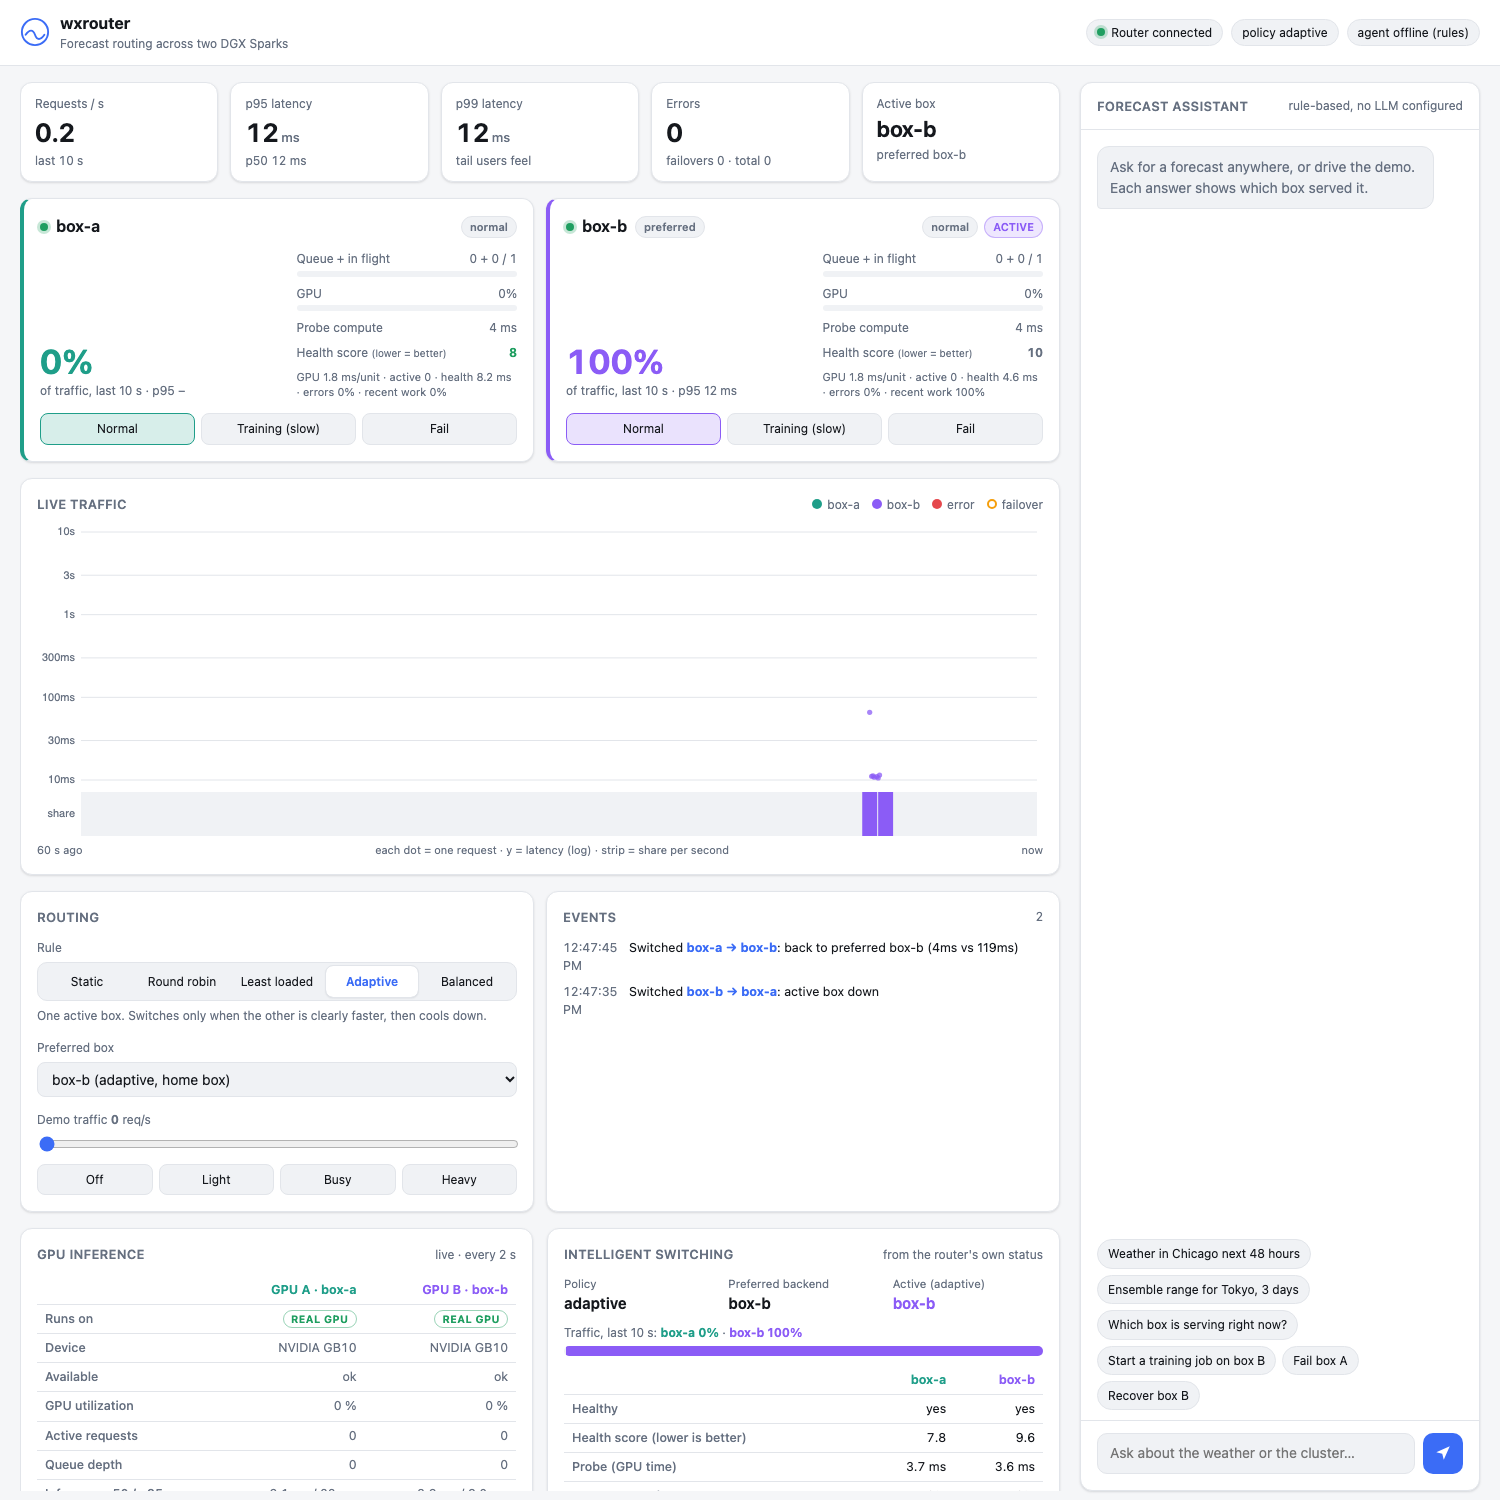 wxrouter
Forecast routing across two DGX Sparks
Router connected
policy adaptive
agent offline (rules)
Requests / s
0.2
last 10 s
p95 latency
12 ms
p50 12 ms
p99 latency
12 ms
tail users feel
Errors
0
failovers 0 · total 0
Active box
box-b
preferred box-b
box-a
normal
Queue + in flight 0 + 0 / 1
GPU 0%
Probe compute 4 ms
Health score (lower = better) 8
GPU 1.8 ms/unit · active 0 · health 8.2 ms
· errors 0% · recent work 0%
0%
of traffic, last 10 s · p95 –
Normal
Training (slow)
Fail
box-b
preferred
normal
ACTIVE
Queue + in flight 0 + 0 / 1
GPU 0%
Probe compute 4 ms
Health score (lower = better) 10
GPU 1.8 ms/unit · active 0 · health 4.6 ms
· errors 0% · recent work 100%
100%
of traffic, last 10 s · p95 12 ms
Normal
Training (slow)
Fail
LIVE TRAFFIC
box-a
box-b
error
failover
10s
3s
1s
300ms
100ms
30ms
10ms
share
60 s ago
each dot = one request · y = latency (log) · strip = share per second
now
ROUTING
Rule
Static
Round robin
Least loaded
Adaptive
Balanced
One active box. Switches only when the other is clearly faster, then cools down.
Preferred box
box-b (adaptive, home box)
Demo traffic 0 req/s
Off
Light
Busy
Heavy
EVENTS
2
12:47:45 PM Switched box-a → box-b: back to preferred box-b (4ms vs 119ms)
12:47:35 PM Switched box-b → box-a: active box down
GPU INFERENCE
live · every 2 s
GPU A · box-a GPU B · box-b
Runs on REAL GPU REAL GPU
Device NVIDIA GB10 NVIDIA GB10
Available ok ok
GPU utilization 0 % 0 %
Active requests 0 0
Queue depth 0 0
INTELLIGENT SWITCHING
from the router's own status
Policy
adaptive
Preferred backend
box-b
Active (adaptive)
box-b
Traffic, last 10 s: box-a 0% · box-b 100%
box-a box-b
Healthy yes yes
Health score (lower is better) 7.8 9.6
Probe (GPU time) 3.7 ms 3.6 ms
FORECAST ASSISTANT
rule-based, no LLM configured
Ask for a forecast anywhere, or drive the demo.
Each answer shows which box served it.
Weather in Chicago next 48 hours
Ensemble range for Tokyo, 3 days
Which box is serving right now?
Start a training job on box B
Fail box A
Recover box B
Ask about the weather or the cluster...